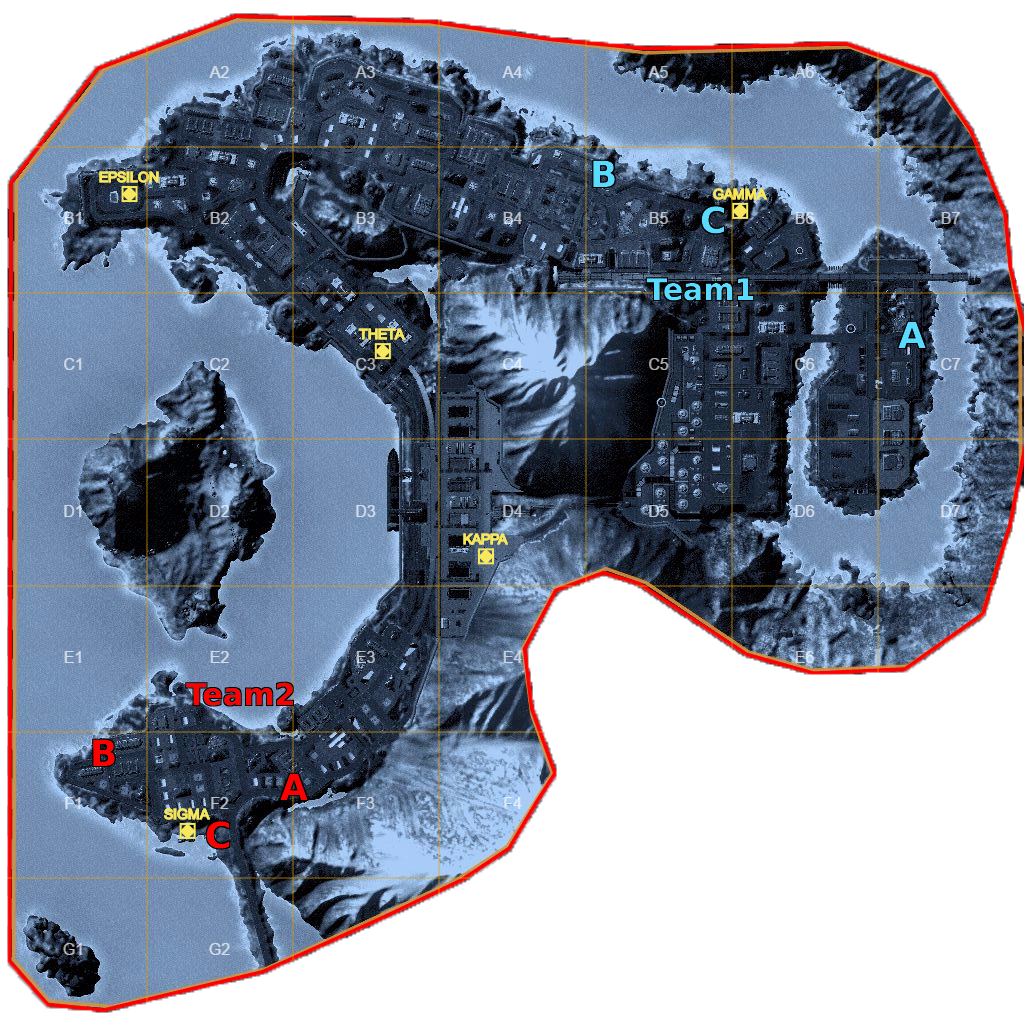 A2 A3 A4 A5 A6
B
EPSILON
GAMMA
B1 B2 B3 B4 B5 C B6 D7
Team1
THETA
A
C1 C2 C3 C4 C5 C6 C7
D1 D2 D3 D4 D5 D6 D7
KAPPA
E1 E2 E3 E4 E6
Team2
B
A
F1 F2 F3 F4
SIGMA
C
G1 G2